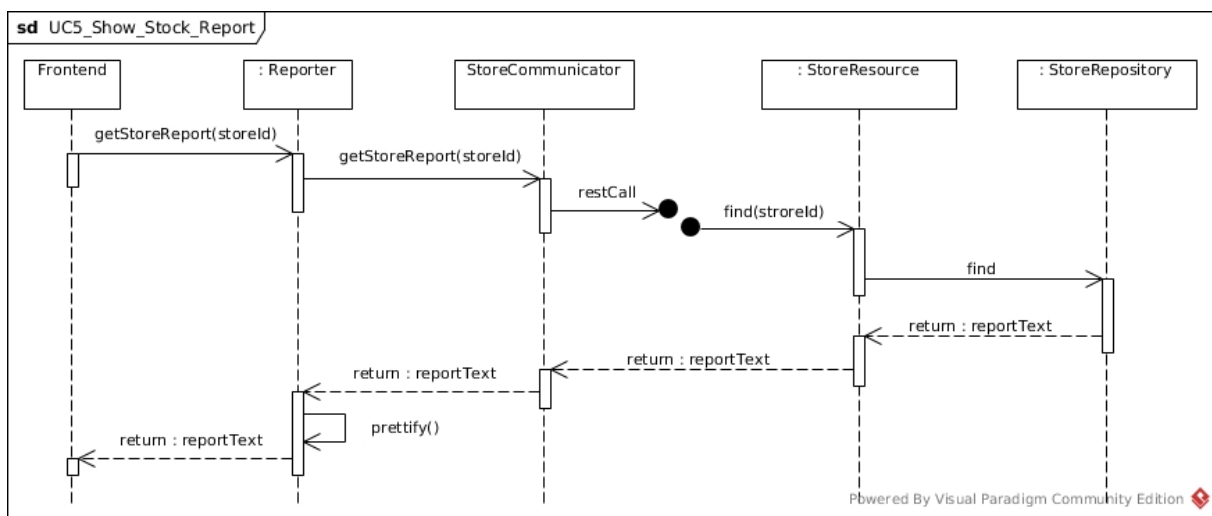 sd UC5_Show_Stock_Report
Frontend
: Reporter
StoreCommunicator
: StoreResource
: StoreRepository
getStoreReport(storeId)
getStoreReport(storeId)
restCall
find(stroreId)
find
return : reportText
return : reportText
return : reportText
prettify()
return : reportText
Powered By Visual Paradigm Community Edition